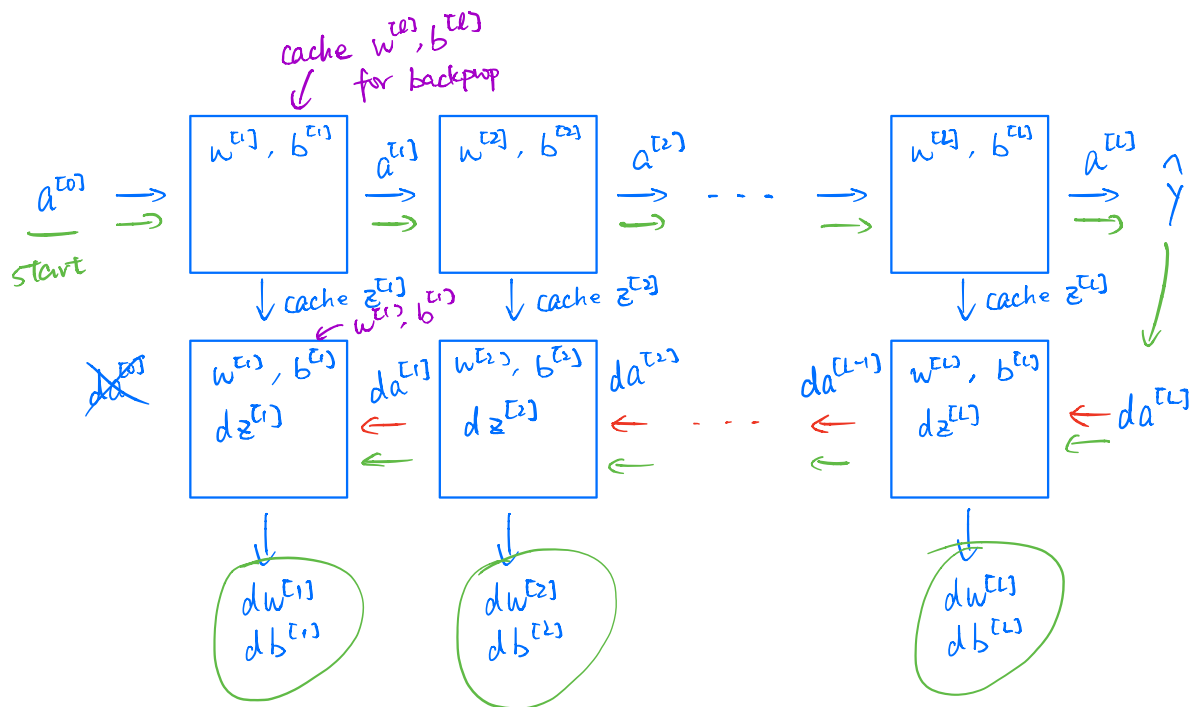 cache w^[l], b^[l]
for backprop
w^[1], b^[1]
a^[1]
w^[2], b^[2]
a^[2]
w^[L], b^[L]
a^[L]
a^[0]
. . .
ŷ
start
cache z^[1]
w^[1], b^[1]
cache z^[2]
cache z^[L]
da^[0]
w^[1], b^[1]
dz^[1]
da^[1]
w^[2], b^[2]
dz^[2]
da^[2]
. . .
da^[L-1]
w^[L], b^[L]
dz^[L]
da^[L]
dw^[1]
db^[1]
dw^[2]
db^[2]
dw^[L]
db^[L]